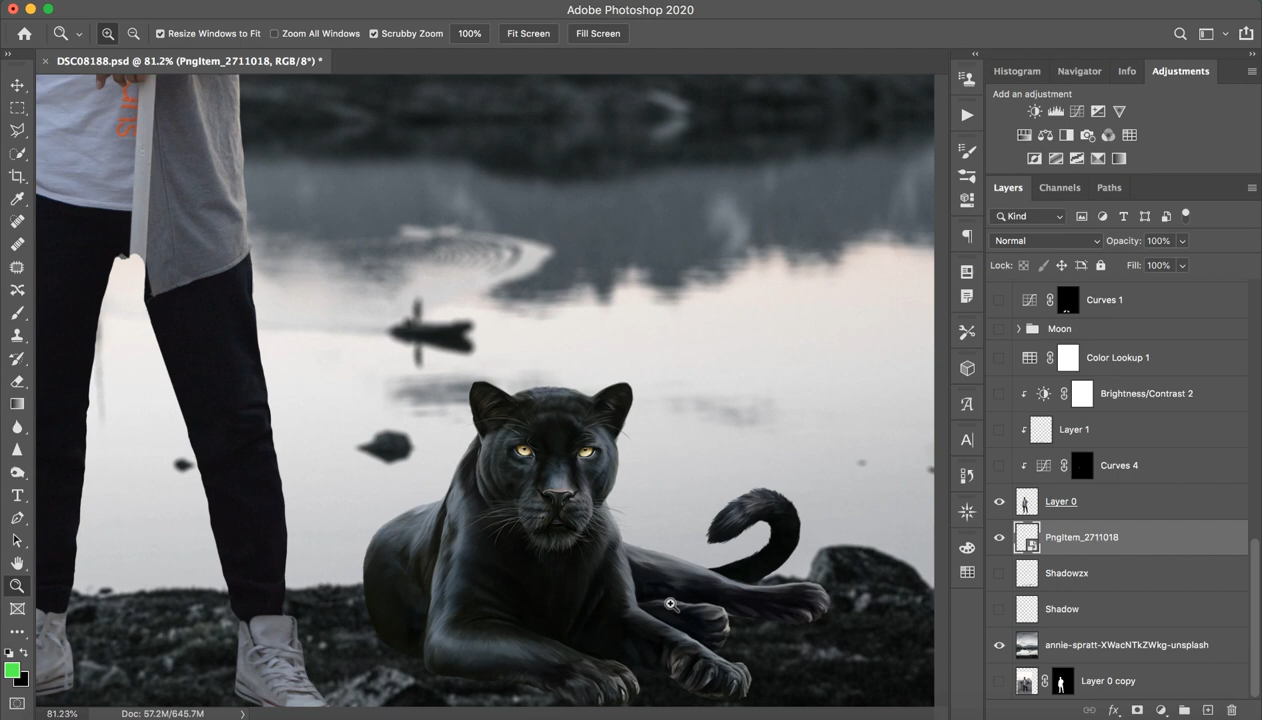 Adobe Photoshop 2020
Resize Windows to Fit
Zoom All Windows
Scrubby Zoom
100%
Fit Screen
Fill Screen
DSC08188.psd @ 81.2% (PngItem_2711018, RGB/8*) *
Histogram
Navigator
Info
Adjustments
Add an adjustment
Layers
Channels
Paths
Kind
Normal
Opacity: 100%
Lock:
Fill: 100%
Curves 1
Moon
Color Lookup 1
Brightness/Contrast 2
Layer 1
Curves 4
Layer 0
PngItem_2711018
Shadowzx
Shadow
annie-spratt-XWacNTkZWkg-unsplash
Layer 0 copy
fx
81.23%
Doc: 57.2M/645.7M